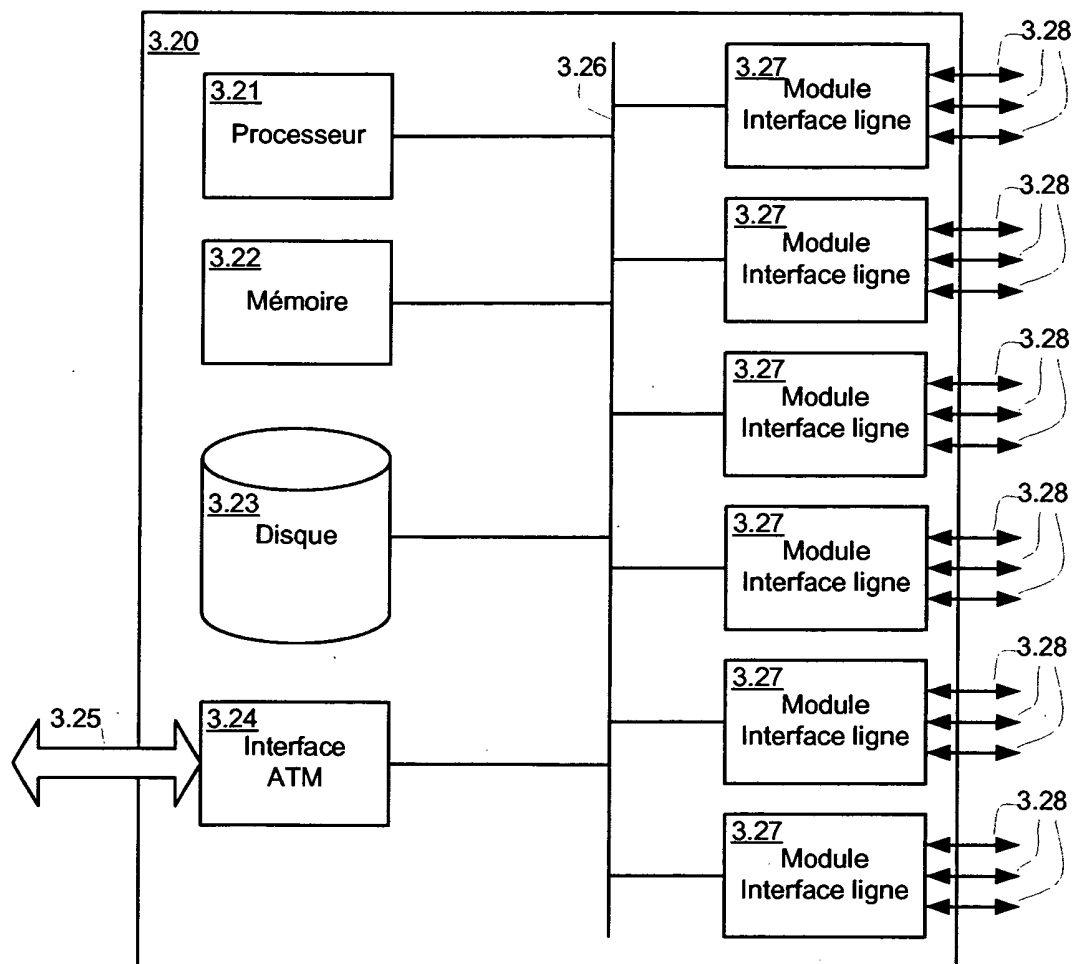 3.20
3.21
Processeur
3.22
Mémoire
3.23
Disque
3.25
3.24
Interface
ATM
3.26
3.27
Module
Interface ligne
3.28
3.27
Module
Interface ligne
3.28
3.27
Module
Interface ligne
3.28
3.27
Module
Interface ligne
3.28
3.27
Module
Interface ligne
3.28
3.27
Module
Interface ligne
3.28